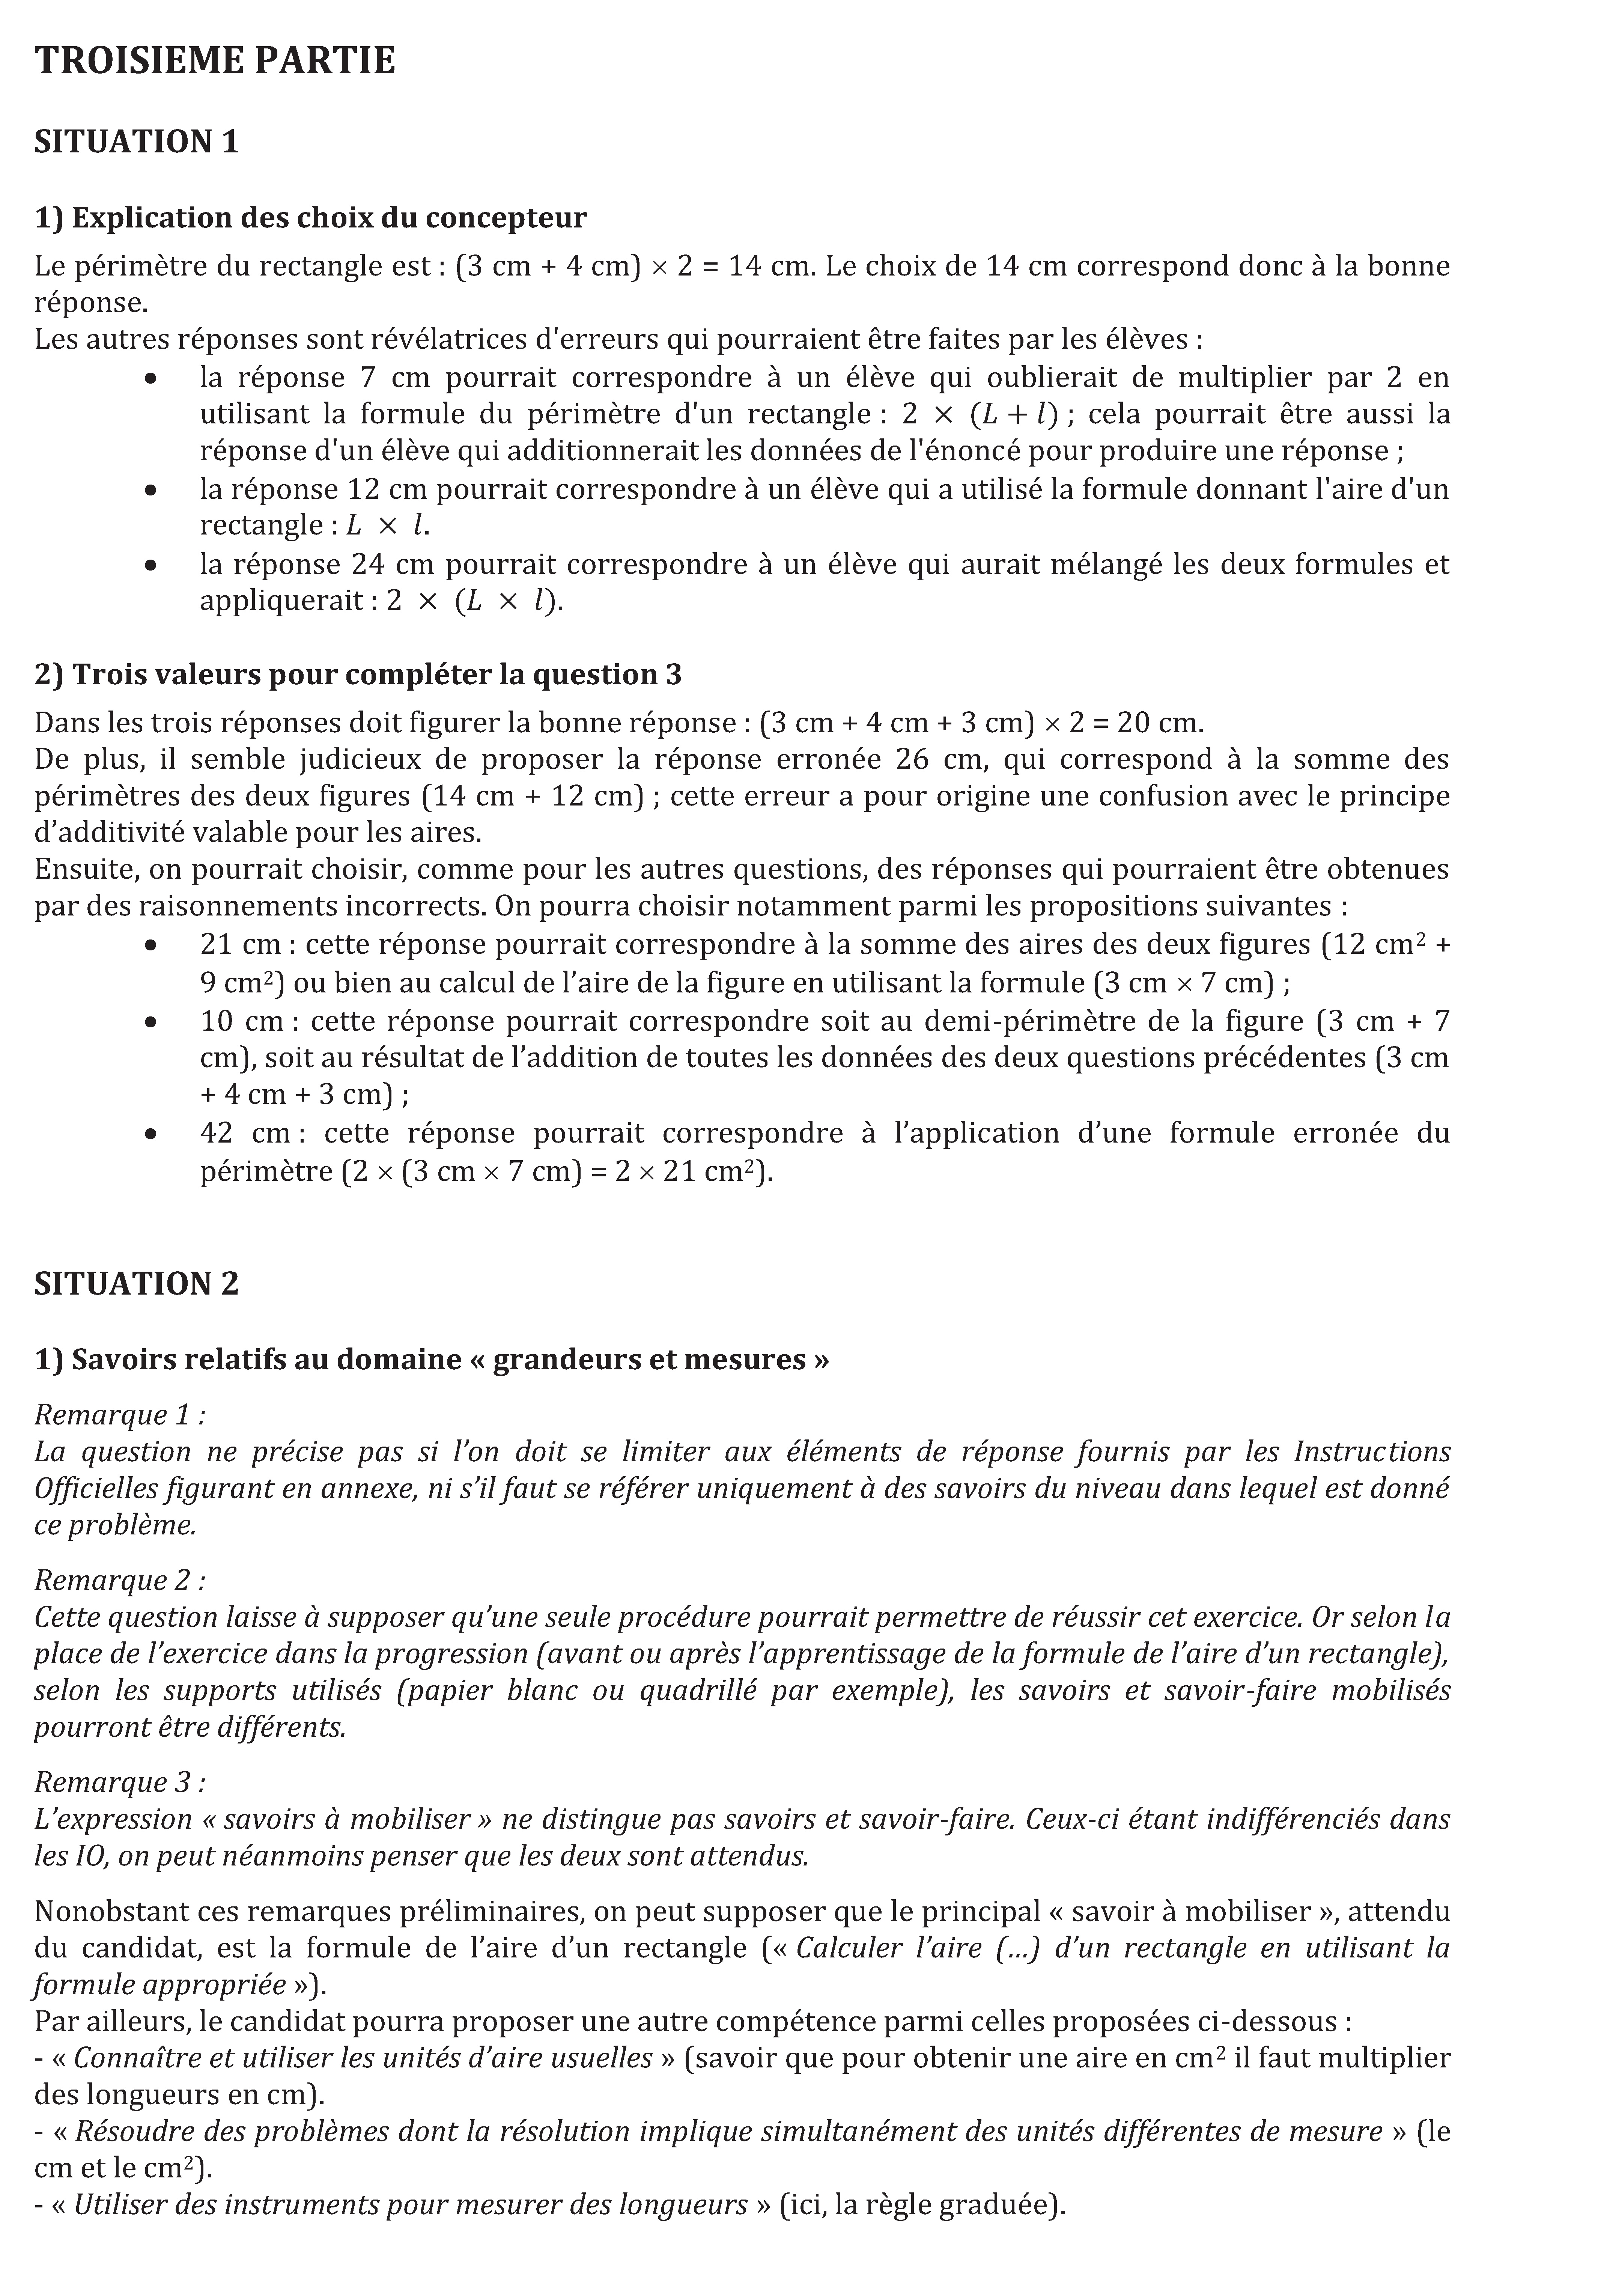 TROISIEME PARTIE
SITUATION 1
1) Explication des choix du concepteur
Le périmètre du rectangle est : (3 cm + 4 cm) × 2 = 14 cm. Le choix de 14 cm correspond donc à la bonne
réponse.
Les autres réponses sont révélatrices d'erreurs qui pourraient être faites par les élèves :
• la réponse 7 cm pourrait correspondre à un élève qui oublierait de multiplier par 2 en
utilisant la formule du périmètre d'un rectangle : 2 × (L + l) ; cela pourrait être aussi la
réponse d'un élève qui additionnerait les données de l'énoncé pour produire une réponse ;
• la réponse 12 cm pourrait correspondre à un élève qui a utilisé la formule donnant l'aire d'un
rectangle : L × l.
• la réponse 24 cm pourrait correspondre à un élève qui aurait mélangé les deux formules et
appliquerait : 2 × (L × l).
2) Trois valeurs pour compléter la question 3
Dans les trois réponses doit figurer la bonne réponse : (3 cm + 4 cm + 3 cm) × 2 = 20 cm.
De plus, il semble judicieux de proposer la réponse erronée 26 cm, qui correspond à la somme des
périmètres des deux figures (14 cm + 12 cm) ; cette erreur a pour origine une confusion avec le principe
d’additivité valable pour les aires.
Ensuite, on pourrait choisir, comme pour les autres questions, des réponses qui pourraient être obtenues
par des raisonnements incorrects. On pourra choisir notamment parmi les propositions suivantes :
• 21 cm : cette réponse pourrait correspondre à la somme des aires des deux figures (12 cm² +
9 cm²) ou bien au calcul de l’aire de la figure en utilisant la formule (3 cm × 7 cm) ;
• 10 cm : cette réponse pourrait correspondre soit au demi-périmètre de la figure (3 cm + 7
cm), soit au résultat de l’addition de toutes les données des deux questions précédentes (3 cm
+ 4 cm + 3 cm) ;
• 42 cm : cette réponse pourrait correspondre à l’application d’une formule erronée du
périmètre (2 × (3 cm × 7 cm) = 2 × 21 cm²).
SITUATION 2
1) Savoirs relatifs au domaine « grandeurs et mesures »
Remarque 1 :
La question ne précise pas si l’on doit se limiter aux éléments de réponse fournis par les Instructions
Officielles figurant en annexe, ni s’il faut se référer uniquement à des savoirs du niveau dans lequel est donné
ce problème.
Remarque 2 :
Cette question laisse à supposer qu’une seule procédure pourrait permettre de réussir cet exercice. Or selon la
place de l’exercice dans la progression (avant ou après l’apprentissage de la formule de l’aire d’un rectangle),
selon les supports utilisés (papier blanc ou quadrillé par exemple), les savoirs et savoir-faire mobilisés
pourront être différents.
Remarque 3 :
L’expression « savoirs à mobiliser » ne distingue pas savoirs et savoir-faire. Ceux-ci étant indifférenciés dans
les IO, on peut néanmoins penser que les deux sont attendus.
Nonobstant ces remarques préliminaires, on peut supposer que le principal « savoir à mobiliser », attendu
du candidat, est la formule de l’aire d’un rectangle (« Calculer l’aire (…) d’un rectangle en utilisant la
formule appropriée »).
Par ailleurs, le candidat pourra proposer une autre compétence parmi celles proposées ci-dessous :
- « Connaître et utiliser les unités d’aire usuelles » (savoir que pour obtenir une aire en cm² il faut multiplier
des longueurs en cm).
- « Résoudre des problèmes dont la résolution implique simultanément des unités différentes de mesure » (le
cm et le cm²).
- « Utiliser des instruments pour mesurer des longueurs » (ici, la règle graduée).